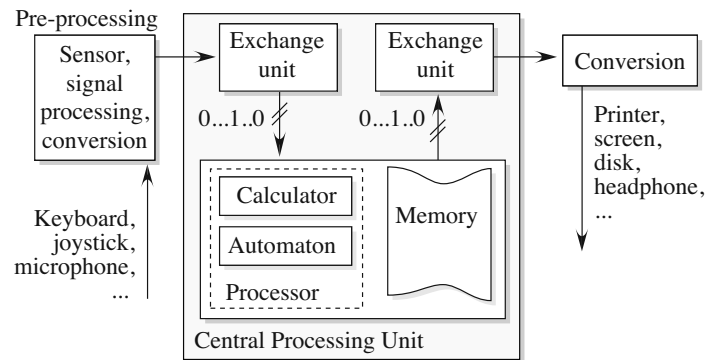 Pre-processing
Sensor,
signal
processing,
conversion
Keyboard,
joystick,
microphone,
...
Exchange
unit
0...1..0
Exchange
unit
0...1..0
Calculator
Automaton
Processor
Memory
Central Processing Unit
Conversion
Printer,
screen,
disk,
headphone,
...